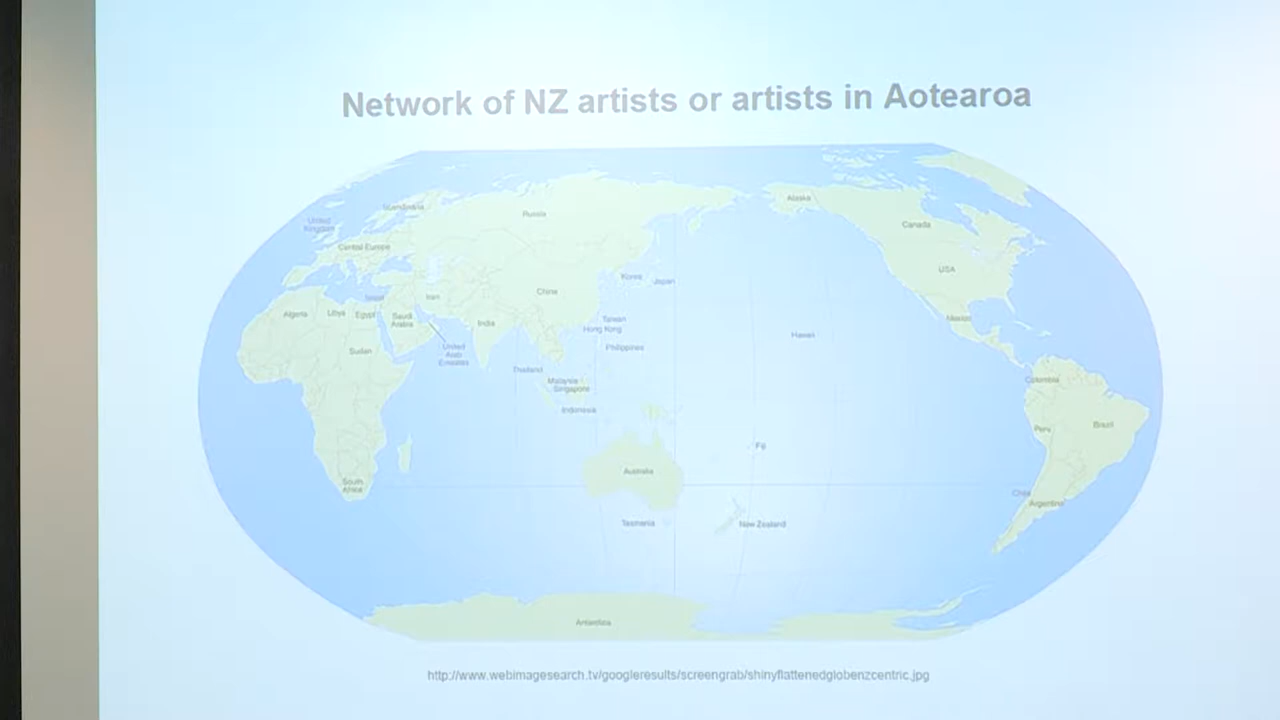 Network of NZ artists or artists in Aotearoa
Alaska
Scandinavia
Russia
United
Kingdom
Canada
Central Europe
USA
Korea
Japan
China
Israel
Iran
Algeria
Libya
Egypt
Saudi
Arabia
India
Mexico
Taiwan
Hong Kong
Hawaii
Philippines
Sudan
United
Arab
Emirates
Thailand
Malaysia
Singapore
Colombia
Indonesia
Brazil
Peru
Fiji
Australia
South
Africa
Chile
Argentina
Tasmania
New Zealand
Antarctica
http://www.webimagesearch.tv/googleresults/screengrab/shinyflattenedglobenzcentric.jpg